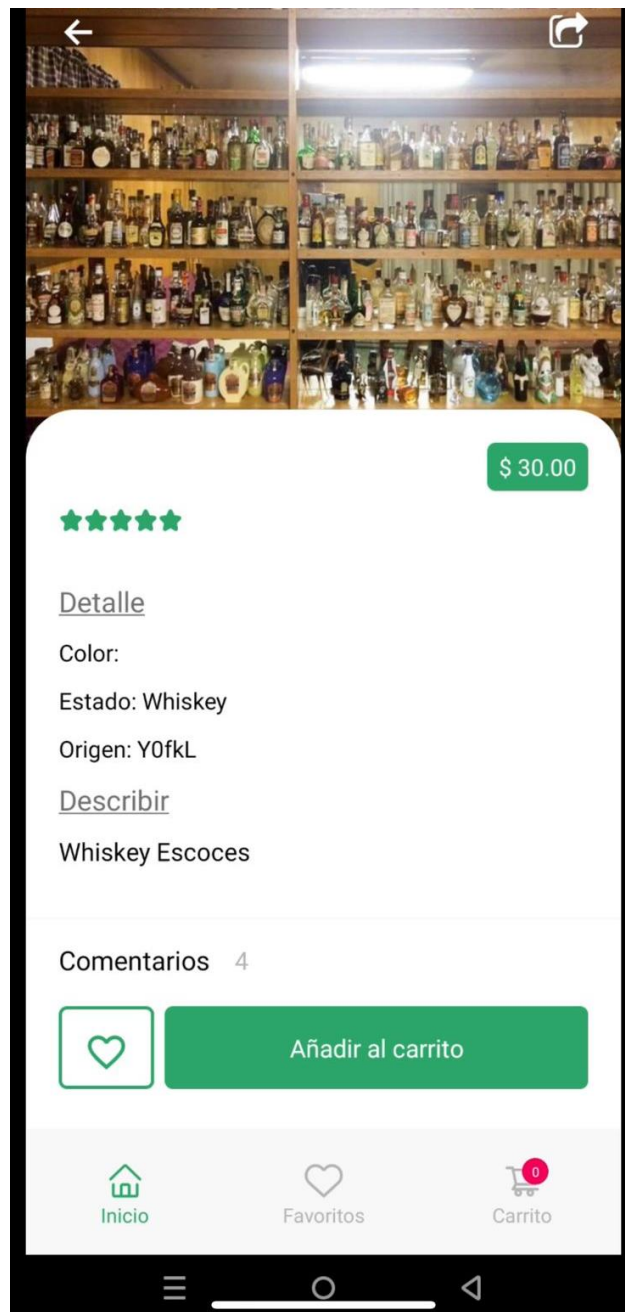 $ 30.00
Detalle
Color:
Estado: Whiskey
Origen: Y0fkL
Describir
Whiskey Escoces
Comentarios 4
Añadir al carrito
0
Inicio Favoritos Carrito